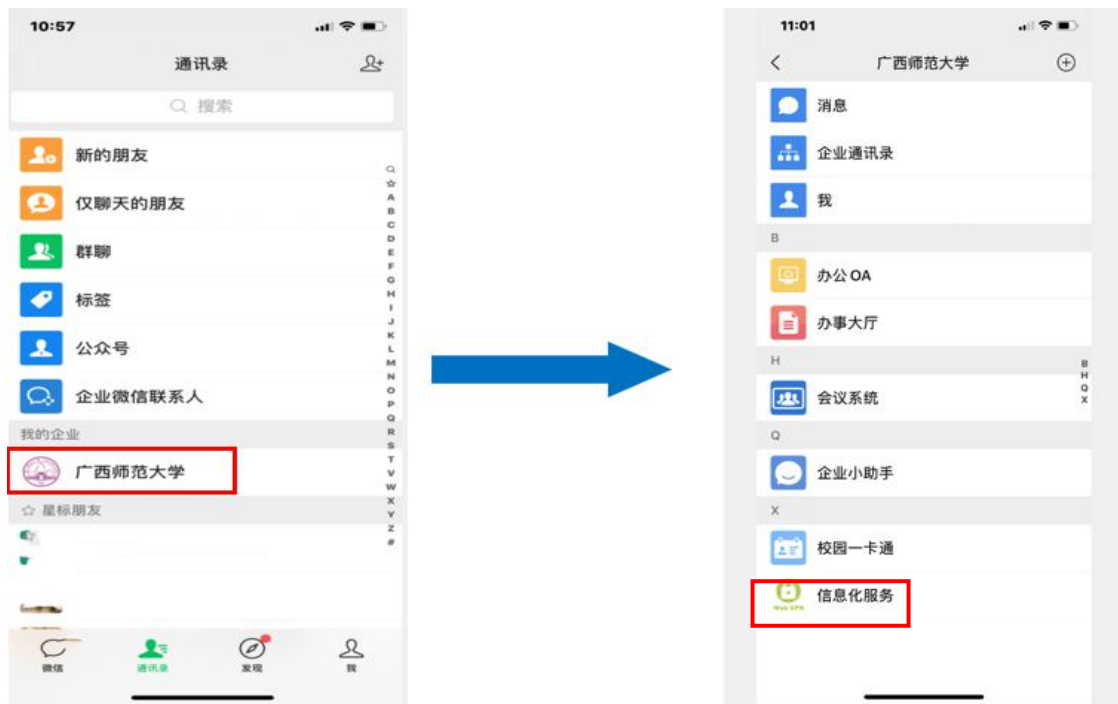 10:57
通讯录
搜索
新的朋友
仅聊天的朋友
群聊
标签
公众号
企业微信联系人
我的企业
广西师范大学
☆ 星标朋友
☆
A
B
C
D
E
F
G
H
I
J
K
L
M
N
O
P
Q
R
S
T
V
W
X
Y
Z
#
微信
通讯录
发现
我
11:01
广西师范大学
消息
企业通讯录
我
B
办公 OA
办事大厅
H
会议系统
Q
企业小助手
X
校园一卡通
Web VPN
信息化服务
B
H
Q
X